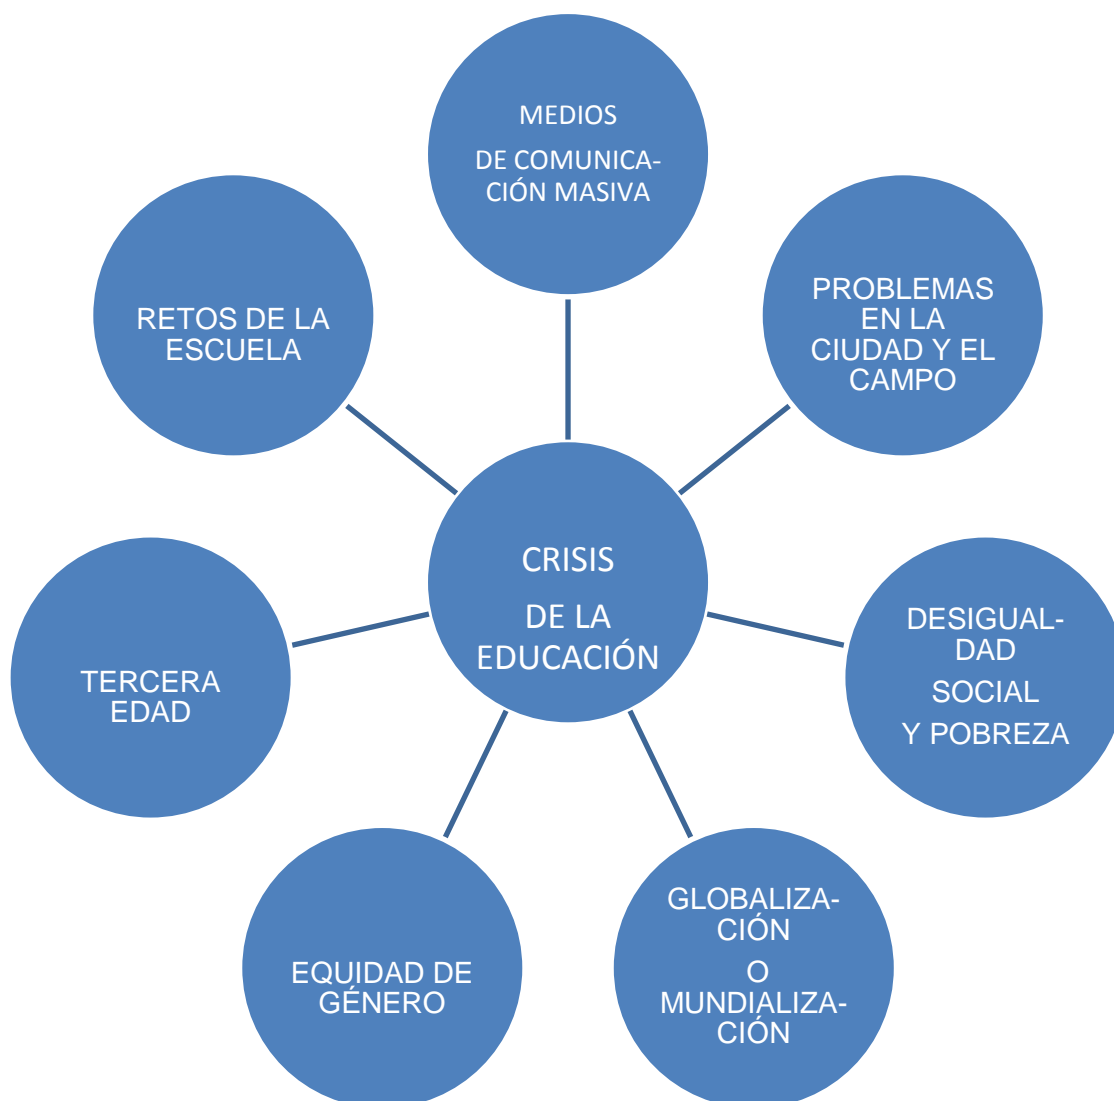 MEDIOS
DE COMUNICA-
CIÓN MASIVA
PROBLEMAS
EN LA
CIUDAD Y EL
CAMPO
DESIGUAL-
DAD
SOCIAL
Y POBREZA
GLOBALIZA-
CIÓN
O
MUNDIALIZA-
CIÓN
EQUIDAD DE
GÉNERO
TERCERA
EDAD
RETOS DE LA
ESCUELA
CRISIS
DE LA
EDUCACIÓN